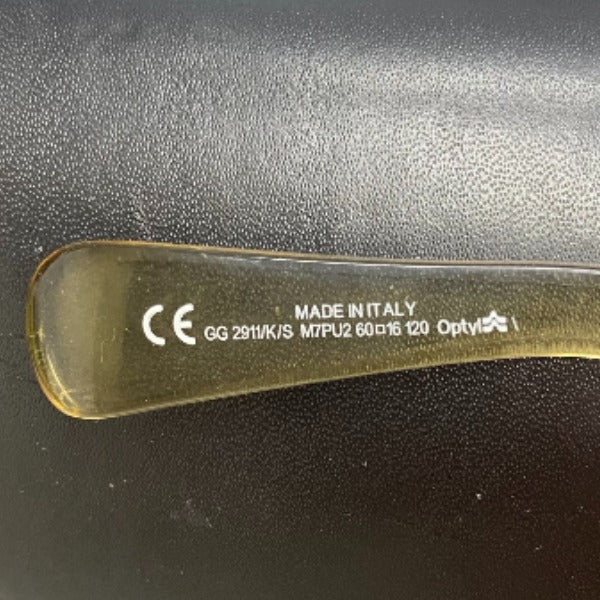 MADE IN ITALY
CE GG 2911/K/S M7PU2 60□16 120 Optyl \